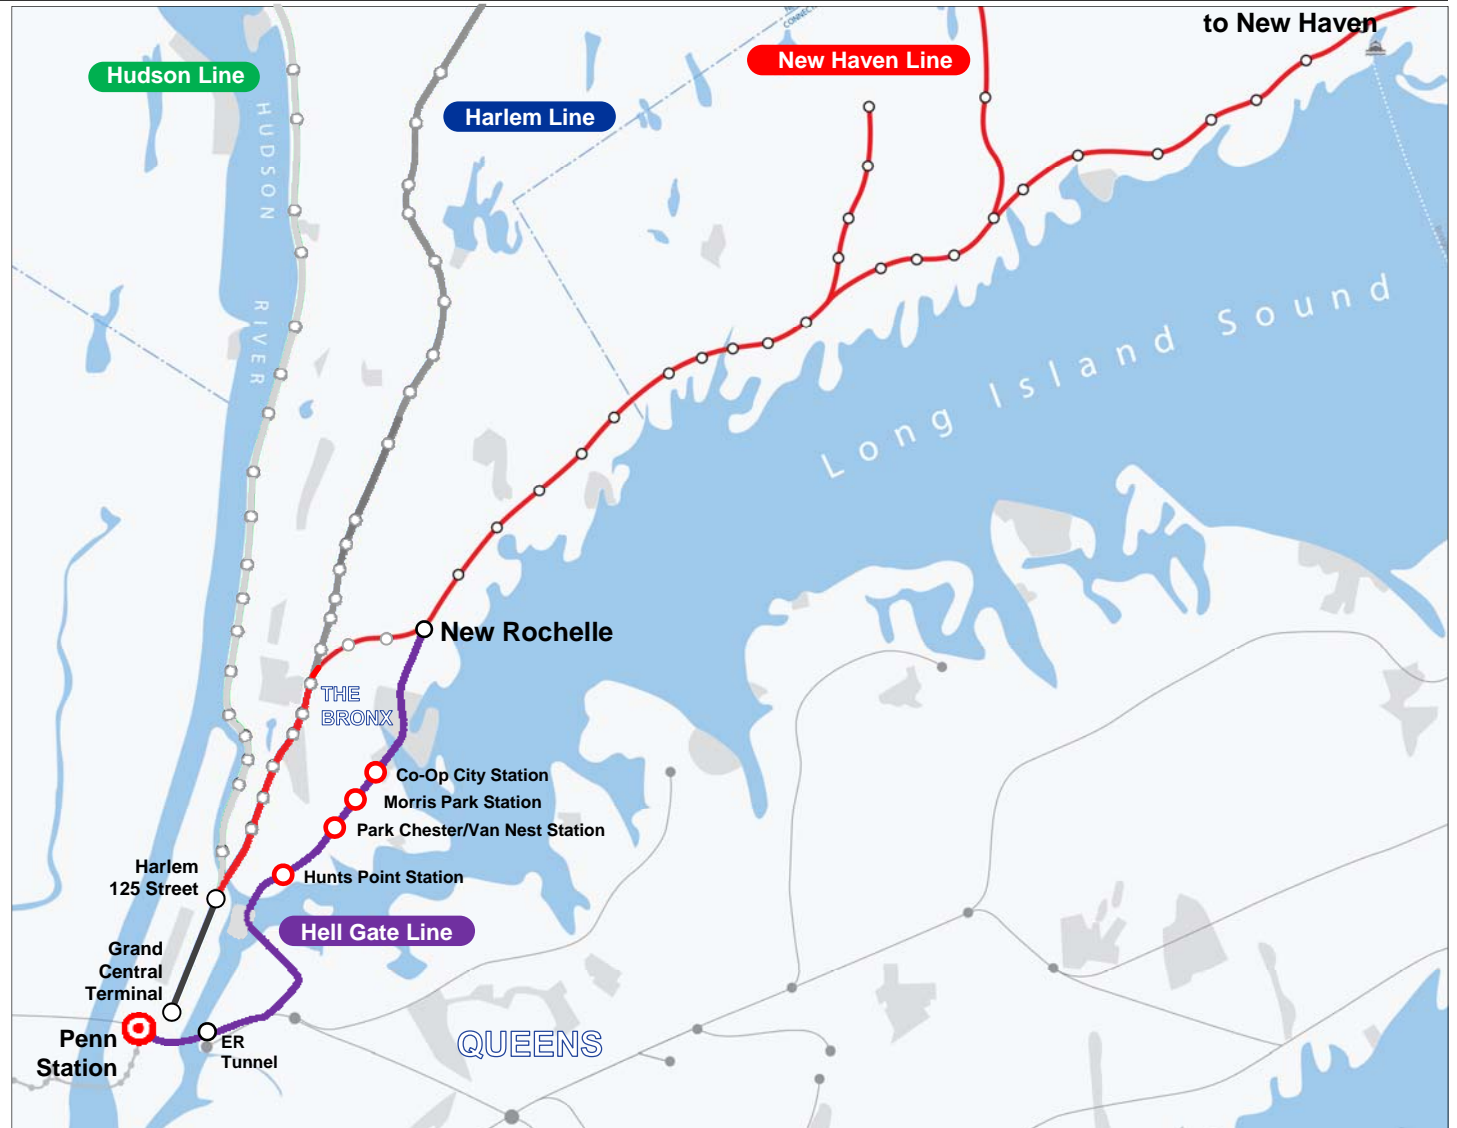 to New Haven
CONNEC
New Haven Line
Hudson Line
Harlem Line
HUDSON
RIVER
Long Island Sound
New Rochelle
THE
BRONX
Co-Op City Station
Morris Park Station
Park Chester/Van Nest Station
Hunts Point Station
Harlem
125 Street
Hell Gate Line
Grand
Central
Terminal
Penn
Station
ER
Tunnel
QUEENS